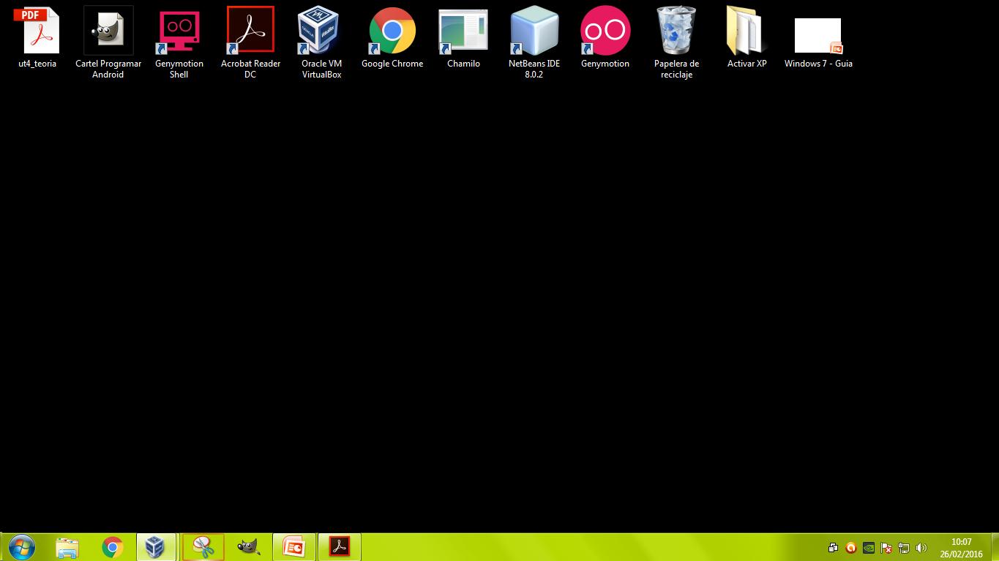 PDF
ut4_teoria
Cartel Programar
Android
Genymotion
Shell
Acrobat Reader
DC
Oracle VM
VirtualBox
Google Chrome
Chamilo
NetBeans IDE
8.0.2
Genymotion
Papelera de
reciclaje
Activar XP
Windows 7 - Guia
10:07
26/02/2016